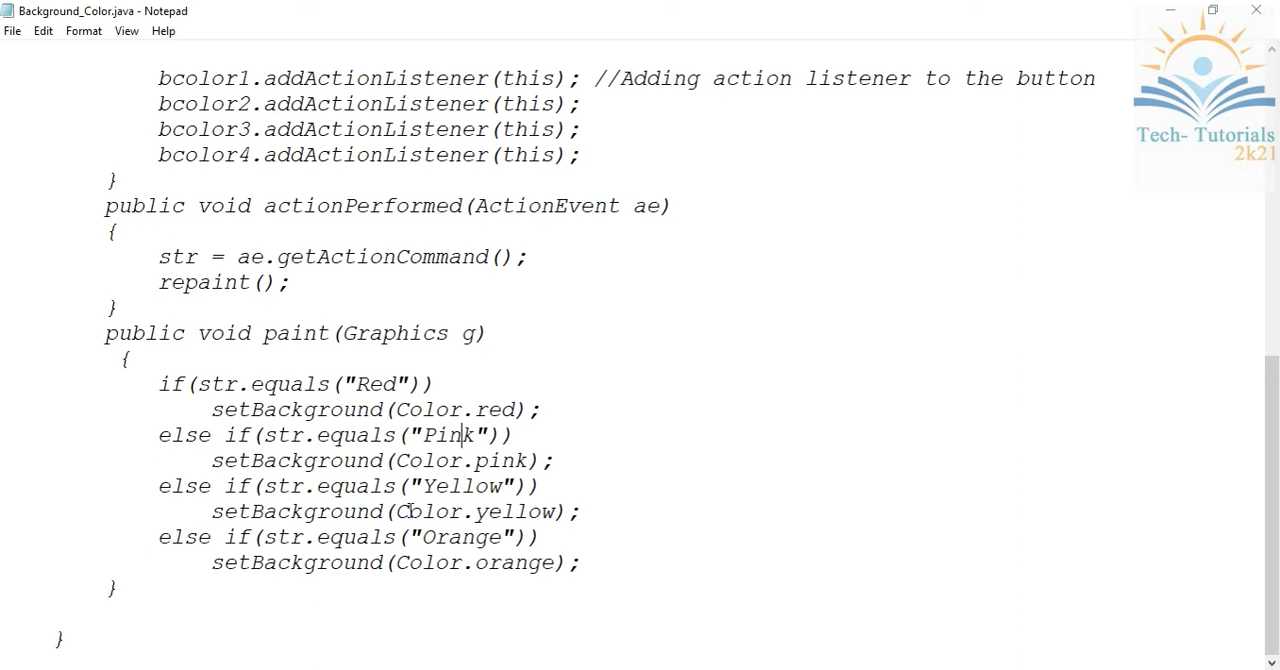 Background_Color.java - Notepad
File Edit Format View Help
bcolor1.addActionListener(this); //Adding action listener to the button
bcolor2.addActionListener(this);
bcolor3.addActionListener(this);
bcolor4.addActionListener(this);
}
public void actionPerformed(ActionEvent ae)
{
str = ae.getActionCommand();
repaint();
}
public void paint(Graphics g)
{
if(str.equals("Red"))
setBackground(Color.red);
else if(str.equals("Pink"))
setBackground(Color.pink);
else if(str.equals("Yellow"))
setBackground(Color.yellow);
else if(str.equals("Orange"))
setBackground(Color.orange);
}
}
Tech- Tutorials
2k21